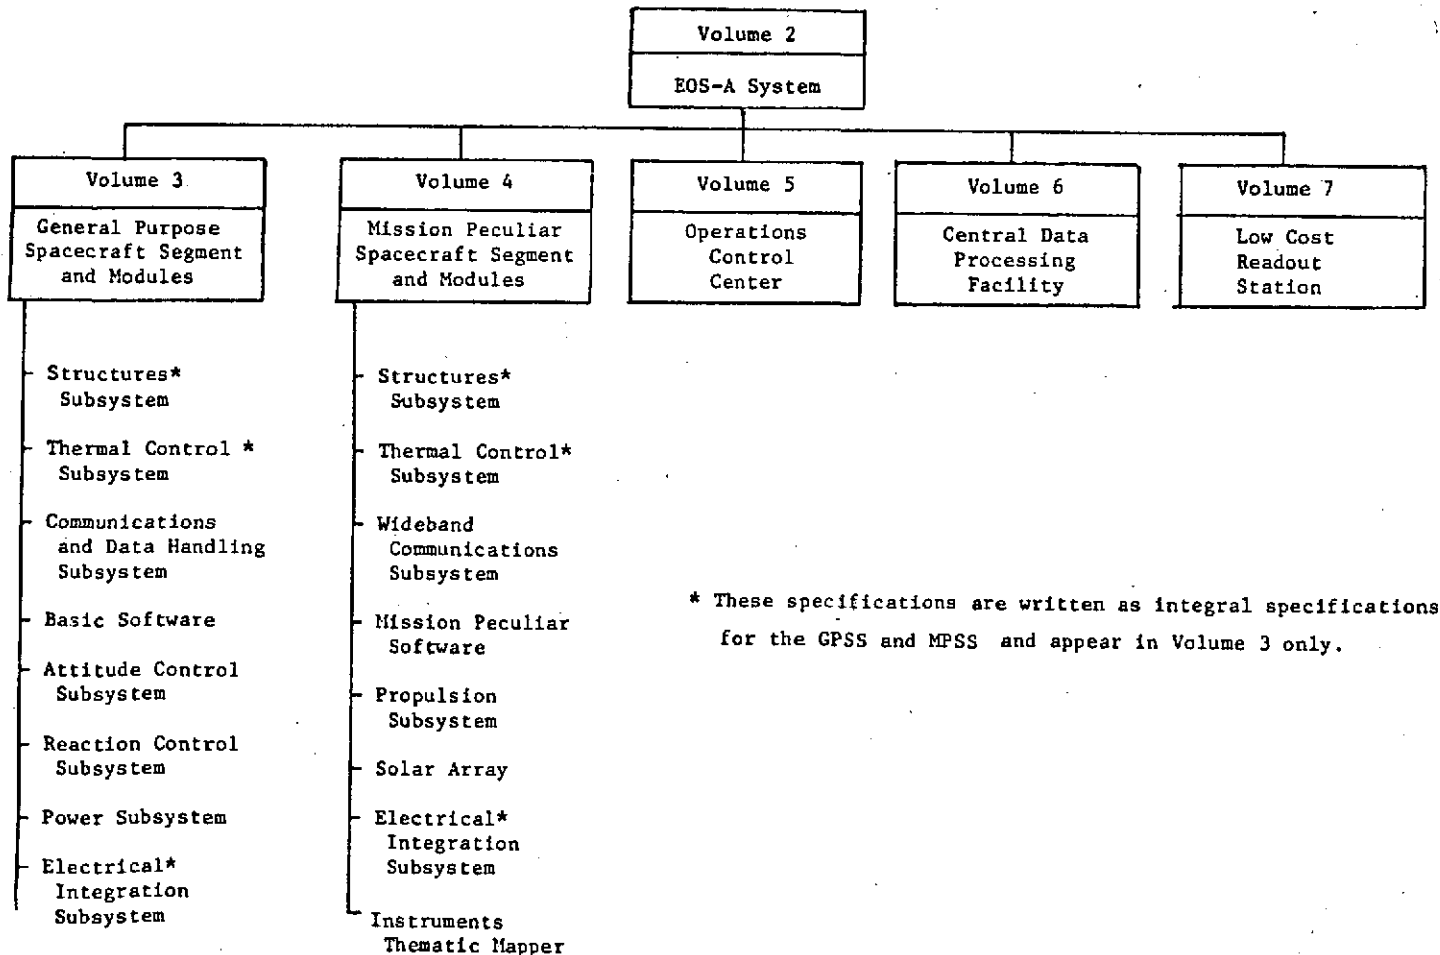 Volume 2
EOS-A System
Volume 3
General Purpose
Spacecraft Segment
and Modules
Volume 4
Mission Peculiar
Spacecraft Segment
and Modules
Volume 5
Operations
Control
Center
Volume 6
Central Data
Processing
Facility
Volume 7
Low Cost
Readout
Station
Structures*
Subsystem
Thermal Control *
Subsystem
Communications
and Data Handling
Subsystem
Basic Software
Attitude Control
Subsystem
Reaction Control
Subsystem
Power Subsystem
Electrical*
Integration
Subsystem
Structures*
Subsystem
Thermal Control*
Subsystem
Wideband
Communications
Subsystem
Mission Peculiar
Software
Propulsion
Subsystem
Solar Array
Electrical*
Integration
Subsystem
Instruments
Thematic Mapper
* These specifications are written as integral specifications
for the GPSS and MPSS and appear in Volume 3 only.